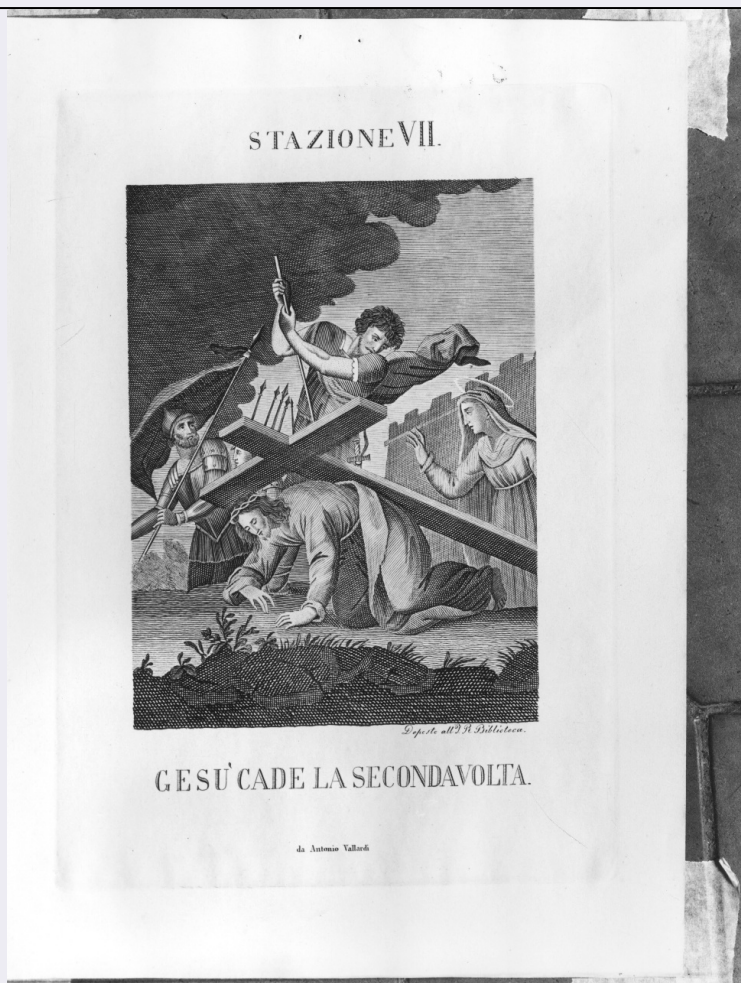 STAZIONE VII.
Deposto all I. R. Biblioteca.
GESU' CADE LA SECONDA VOLTA.
da Antonio Vallardi